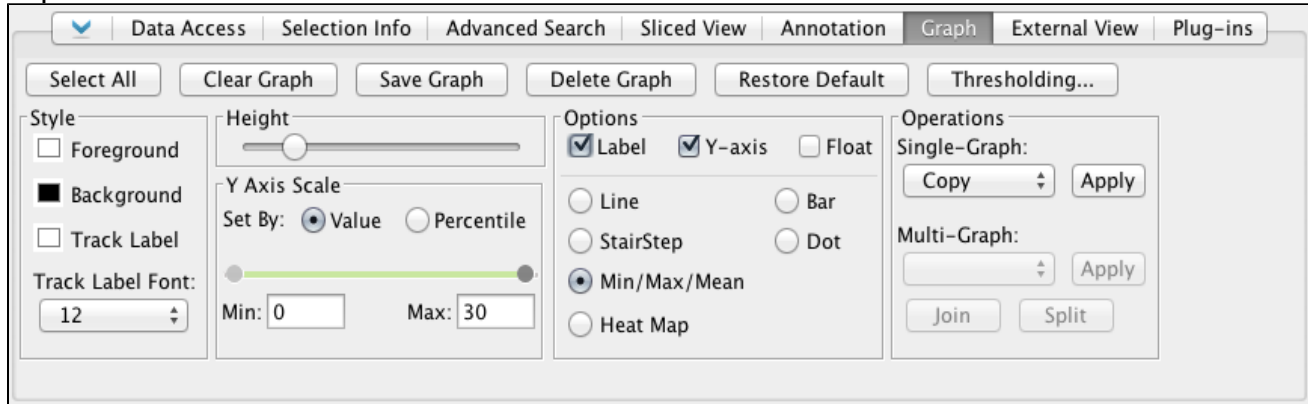 Data Access Selection Info Advanced Search Sliced View Annotation Graph External View Plug-ins
Select All Clear Graph Save Graph Delete Graph Restore Default Thresholding...
Style
Foreground
Background
Track Label
Track Label Font:
12
Height
Y Axis Scale
Set By: Value Percentile
Min: 0 Max: 30
Options
Label Y-axis Float
Line Bar
StairStep Dot
Min/Max/Mean
Heat Map
Operations
Single-Graph:
Copy Apply
Multi-Graph:
Apply
Join Split